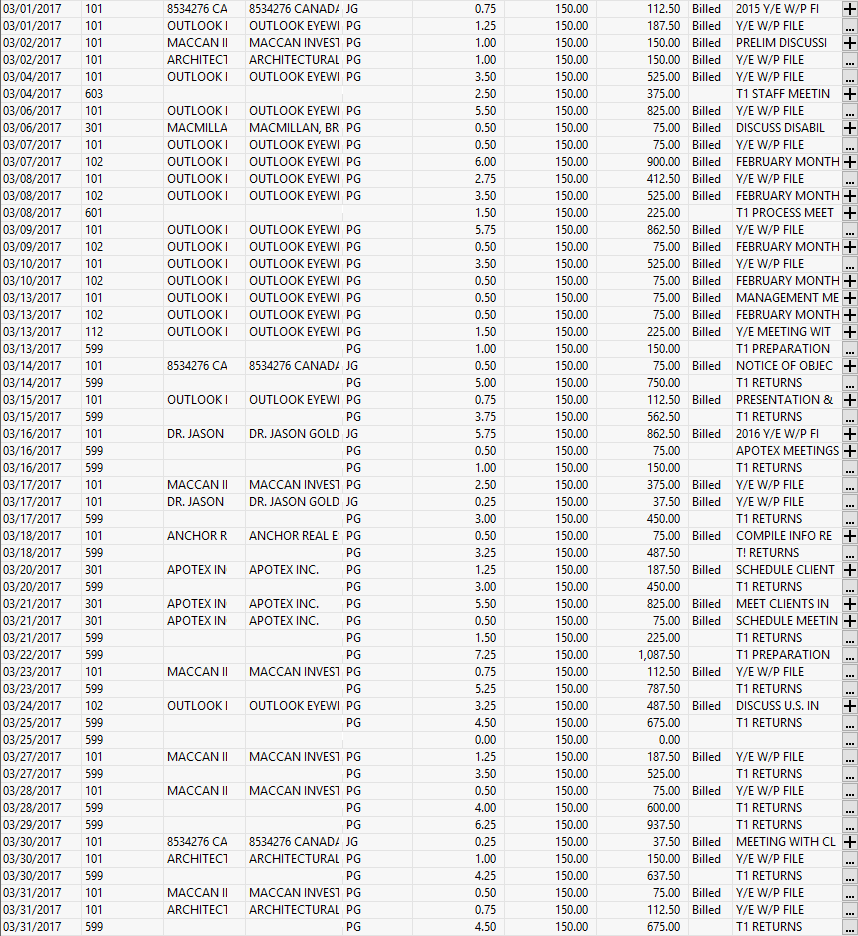 03/01/2017 101 8534276 CA 8534276 CANADA JG 0.75 150.00 112.50 Billed 2015 Y/E W/P FI +
03/01/2017 101 OUTLOOK I OUTLOOK EYEWI PG 1.25 150.00 187.50 Billed Y/E W/P FILE ...
03/02/2017 101 MACCAN II MACCAN INVEST PG 1.00 150.00 150.00 Billed PRELIM DISCUSSI +
03/02/2017 101 ARCHITECT ARCHITECTURAL PG 1.00 150.00 150.00 Billed Y/E W/P FILE ...
03/04/2017 101 OUTLOOK I OUTLOOK EYEWI PG 3.50 150.00 525.00 Billed Y/E W/P FILE ...
03/04/2017 603 2.50 150.00 375.00 T1 STAFF MEETIN +
03/06/2017 101 OUTLOOK I OUTLOOK EYEWI PG 5.50 150.00 825.00 Billed Y/E W/P FILE ...
03/06/2017 301 MACMILLA MACMILLAN, BR PG 0.50 150.00 75.00 Billed DISCUSS DISABIL +
03/07/2017 101 OUTLOOK I OUTLOOK EYEWI PG 0.50 150.00 75.00 Billed Y/E W/P FILE ...
03/07/2017 102 OUTLOOK I OUTLOOK EYEWI PG 6.00 150.00 900.00 Billed FEBRUARY MONTH +
03/08/2017 101 OUTLOOK I OUTLOOK EYEWI PG 2.75 150.00 412.50 Billed Y/E W/P FILE ...
03/08/2017 102 OUTLOOK I OUTLOOK EYEWI PG 3.50 150.00 525.00 Billed FEBRUARY MONTH +
03/08/2017 601 1.50 150.00 225.00 T1 PROCESS MEET +
03/09/2017 101 OUTLOOK I OUTLOOK EYEWI PG 5.75 150.00 862.50 Billed Y/E W/P FILE ...
03/09/2017 102 OUTLOOK I OUTLOOK EYEWI PG 0.50 150.00 75.00 Billed FEBRUARY MONTH +
03/10/2017 101 OUTLOOK I OUTLOOK EYEWI PG 3.50 150.00 525.00 Billed Y/E W/P FILE ...
03/10/2017 102 OUTLOOK I OUTLOOK EYEWI PG 0.50 150.00 75.00 Billed FEBRUARY MONTH +
03/13/2017 101 OUTLOOK I OUTLOOK EYEWI PG 0.50 150.00 75.00 Billed MANAGEMENT ME +
03/13/2017 102 OUTLOOK I OUTLOOK EYEWI PG 0.50 150.00 75.00 Billed FEBRUARY MONTH +
03/13/2017 112 OUTLOOK I OUTLOOK EYEWI PG 1.50 150.00 225.00 Billed Y/E MEETING WIT +
03/13/2017 599 PG 1.00 150.00 150.00 T1 PREPARATION ...
03/14/2017 101 8534276 CA 8534276 CANADA JG 0.50 150.00 75.00 Billed NOTICE OF OBJEC +
03/14/2017 599 PG 5.00 150.00 750.00 T1 RETURNS ...
03/15/2017 101 OUTLOOK I OUTLOOK EYEWI PG 0.75 150.00 112.50 Billed PRESENTATION & +
03/15/2017 599 PG 3.75 150.00 562.50 T1 RETURNS ...
03/16/2017 101 DR. JASON DR. JASON GOLD JG 5.75 150.00 862.50 Billed 2016 Y/E W/P FI +
03/16/2017 599 PG 0.50 150.00 75.00 APOTEX MEETINGS +
03/16/2017 599 PG 1.00 150.00 150.00 T1 RETURNS ...
03/17/2017 101 MACCAN II MACCAN INVEST PG 2.50 150.00 375.00 Billed Y/E W/P FILE ...
03/17/2017 101 DR. JASON DR. JASON GOLD JG 0.25 150.00 37.50 Billed Y/E W/P FILE ...
03/17/2017 599 PG 3.00 150.00 450.00 T1 RETURNS ...
03/18/2017 101 ANCHOR R ANCHOR REAL E PG 0.50 150.00 75.00 Billed COMPILE INFO RE +
03/18/2017 599 PG 3.25 150.00 487.50 T! RETURNS ...
03/20/2017 301 APOTEX IN APOTEX INC. PG 1.25 150.00 187.50 Billed SCHEDULE CLIENT +
03/20/2017 599 PG 3.00 150.00 450.00 T1 RETURNS ...
03/21/2017 301 APOTEX IN APOTEX INC. PG 5.50 150.00 825.00 Billed MEET CLIENTS IN +
03/21/2017 301 APOTEX IN APOTEX INC. PG 0.50 150.00 75.00 Billed SCHEDULE MEETIN +
03/21/2017 599 PG 1.50 150.00 225.00 T1 RETURNS ...
03/22/2017 599 PG 7.25 150.00 1,087.50 T1 PREPARATION ...
03/23/2017 101 MACCAN II MACCAN INVEST PG 0.75 150.00 112.50 Billed Y/E W/P FILE ...
03/23/2017 599 PG 5.25 150.00 787.50 T1 RETURNS ...
03/24/2017 102 OUTLOOK I OUTLOOK EYEWI PG 3.25 150.00 487.50 Billed DISCUSS U.S. IN +
03/25/2017 599 PG 4.50 150.00 675.00 T1 RETURNS ...
03/25/2017 599 0.00 150.00 0.00 ...
03/27/2017 101 MACCAN II MACCAN INVEST PG 1.25 150.00 187.50 Billed Y/E W/P FILE ...
03/27/2017 599 PG 3.50 150.00 525.00 T1 RETURNS ...
03/28/2017 101 MACCAN II MACCAN INVEST PG 0.50 150.00 75.00 Billed Y/E W/P FILE ...
03/28/2017 599 PG 4.00 150.00 600.00 T1 RETURNS ...
03/29/2017 599 PG 6.25 150.00 937.50 T1 RETURNS ...
03/30/2017 101 8534276 CA 8534276 CANADA JG 0.25 150.00 37.50 Billed MEETING WITH CL +
03/30/2017 101 ARCHITECT ARCHITECTURAL PG 1.00 150.00 150.00 Billed Y/E W/P FILE ...
03/30/2017 599 PG 4.25 150.00 637.50 T1 RETURNS ...
03/31/2017 101 MACCAN II MACCAN INVEST PG 0.50 150.00 75.00 Billed Y/E W/P FILE ...
03/31/2017 101 ARCHITECT ARCHITECTURAL PG 0.75 150.00 112.50 Billed Y/E W/P FILE ...
03/31/2017 599 PG 4.50 150.00 675.00 T1 RETURNS ...